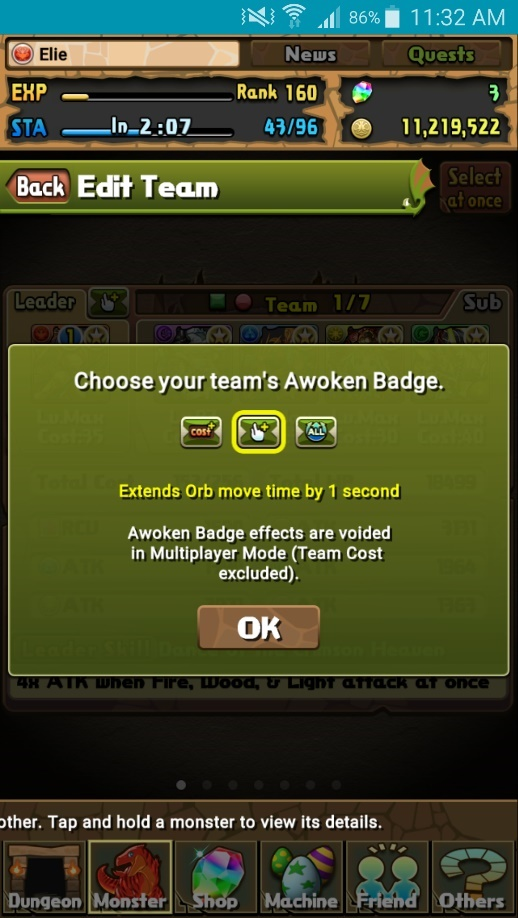 86% 11:32 AM
Elie News Quests
EXP Rank 160 3
STA In 2:07 43/96 11,219,522
Back Edit Team Select
at once
Leader Team 1/7 Sub
Choose your team's Awoken Badge.
COST+ ALL
Extends Orb move time by 1 second
Awoken Badge effects are voided
in Multiplayer Mode (Team Cost
excluded).
OK
4x ATK when Fire, Wood, & Light attack at once
other. Tap and hold a monster to view its details.
Dungeon Monster Shop Machine Friend Others